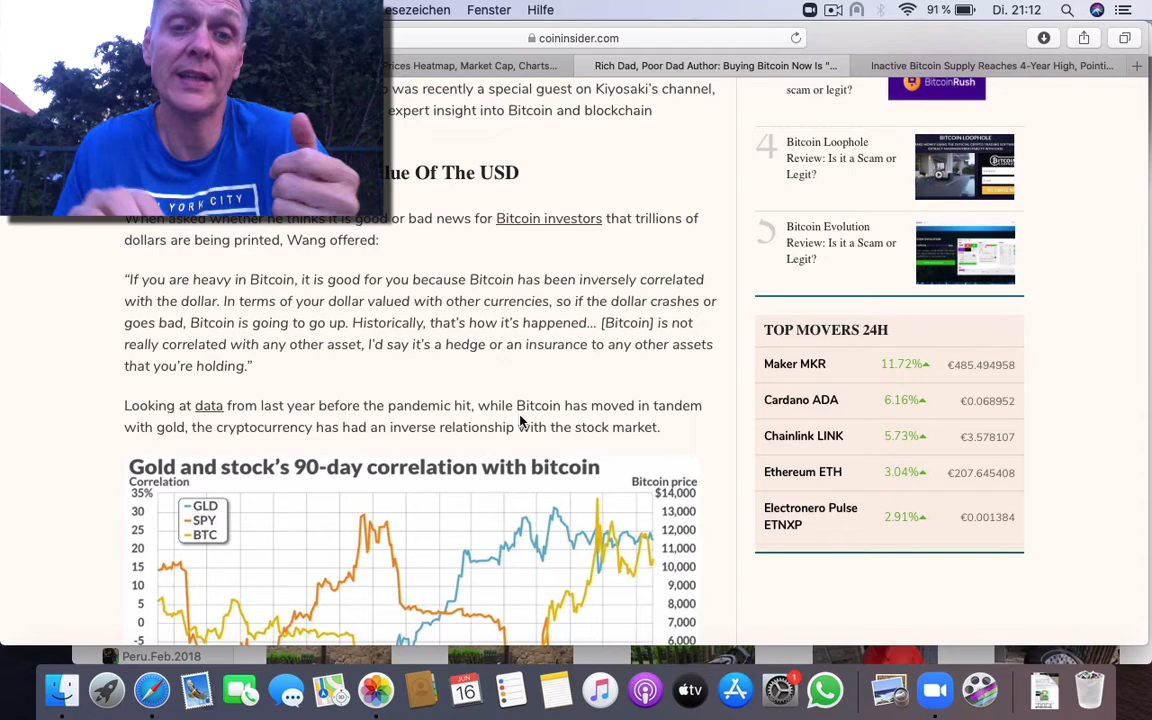 esezeichen Fenster Hilfe
91 % Di. 21:12
coininsider.com
Prices Heatmap, Market Cap, Charts...
Rich Dad, Poor Dad Author: Buying Bitcoin Now Is "...
Inactive Bitcoin Supply Reaches 4-Year High, Pointi...
was recently a special guest on Kiyosaki's channel,
expert insight into Bitcoin and blockchain
lue Of The USD
When asked whether he thinks it is good or bad news for Bitcoin investors that trillions of
dollars are being printed, Wang offered:
“If you are heavy in Bitcoin, it is good for you because Bitcoin has been inversely correlated
with the dollar. In terms of your dollar valued with other currencies, so if the dollar crashes or
goes bad, Bitcoin is going to go up. Historically, that’s how it’s happened… [Bitcoin] is not
really correlated with any other asset, I’d say it’s a hedge or an insurance to any other assets
that you’re holding.”
Looking at data from last year before the pandemic hit, while Bitcoin has moved in tandem
with gold, the cryptocurrency has had an inverse relationship with the stock market.
Gold and stock's 90-day correlation with bitcoin
Correlation
Bitcoin price
35%
30
25
20
15
10
5
0
-5
GLD
SPY
BTC
$14,000
13,000
12,000
11,000
10,000
9,000
8,000
7,000
6,000
scam or legit?
BitcoinRush
4
Bitcoin Loophole
Review: Is it a Scam or
Legit?
BITCOIN LOOPHOLE
5
Bitcoin Evolution
Review: Is it a Scam or
Legit?
TOP MOVERS 24H
Maker MKR 11.72% €485.494958
Cardano ADA 6.16% €0.068952
Chainlink LINK 5.73% €3.578107
Ethereum ETH 3.04% €207.645408
Electronero Pulse
ETNXP 2.91% €0.001384
YORK CITY
Peru.Feb.2018
JUN
16
tv
1